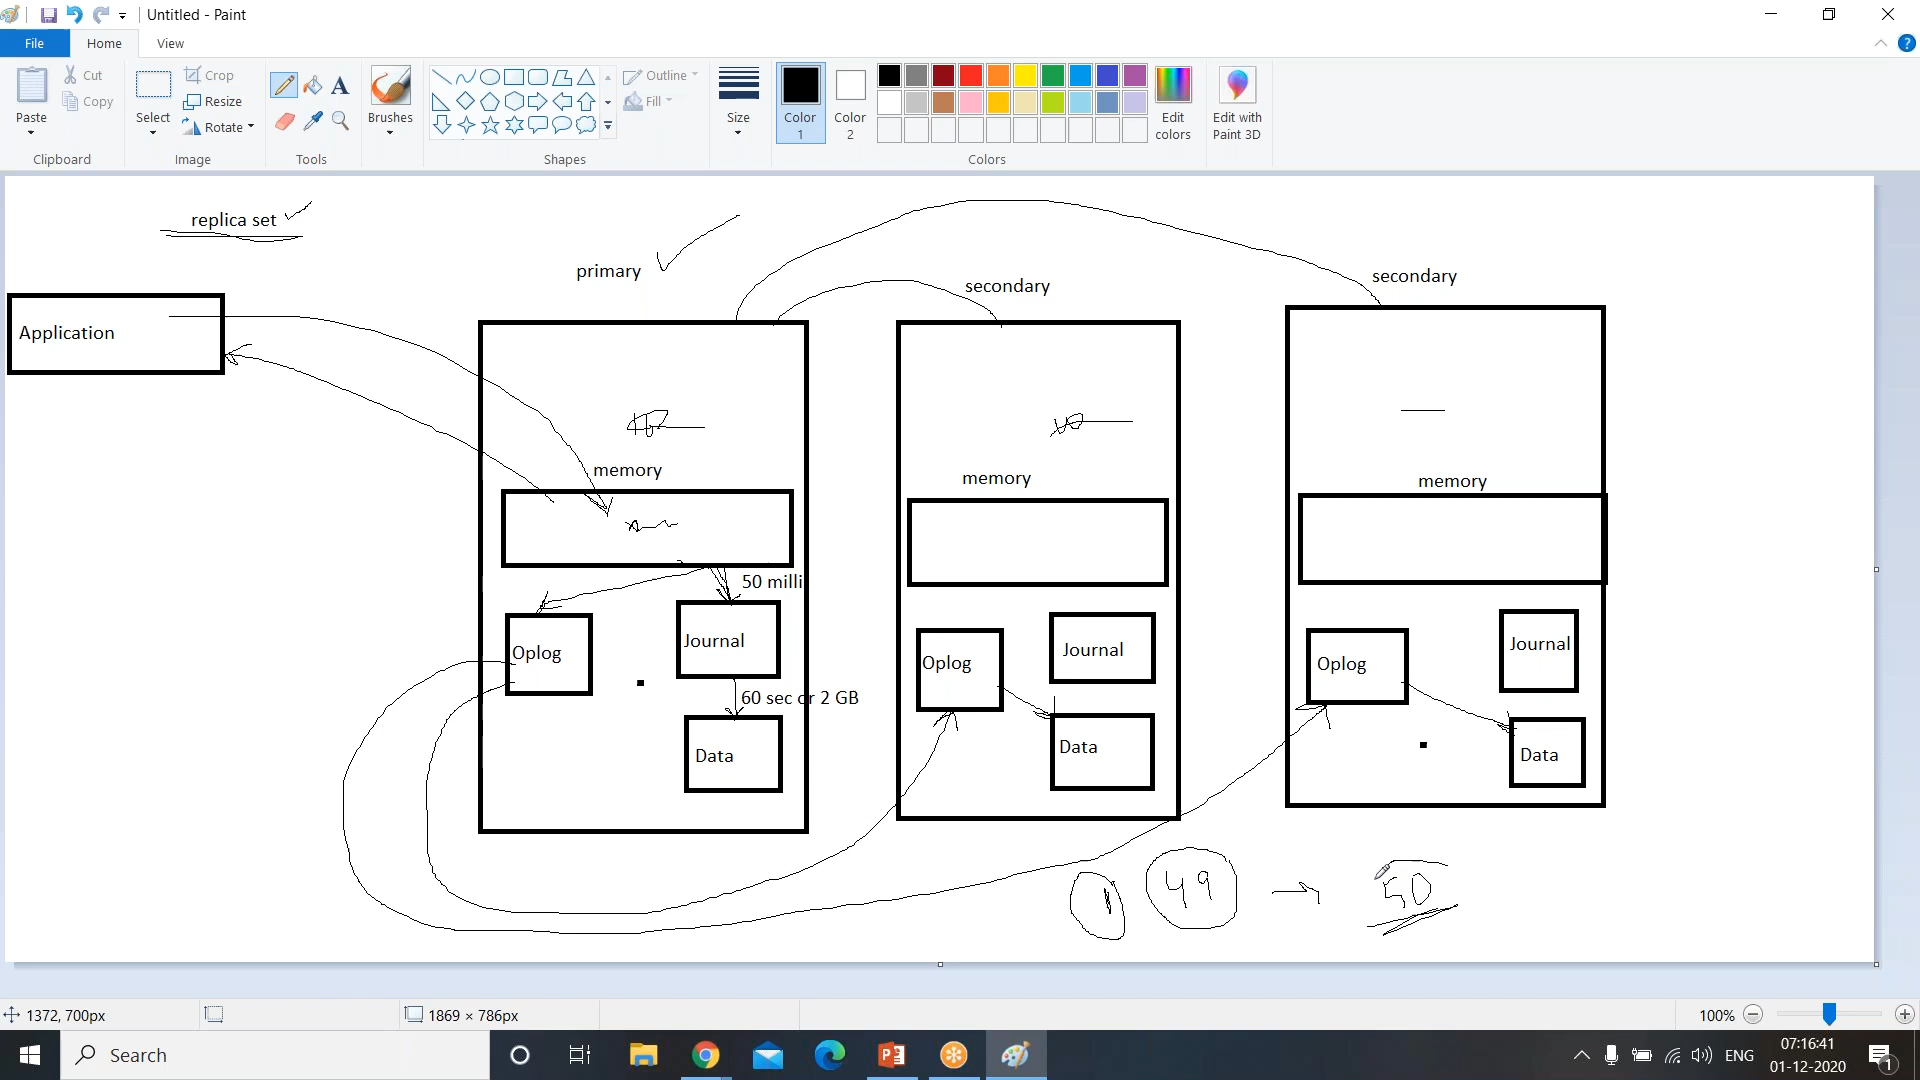 Untitled - Paint
File
Home
View
Paste
Cut
Copy
Clipboard
Select
Crop
Resize
Rotate
Image
A
Tools
Brushes
Outline
Fill
Shapes
Size
Color 1
Color 2
Edit colors
Edit with Paint 3D
Colors
replica set
primary
secondary
secondary
Application
memory
memory
memory
50 milli
Oplog
Journal
60 sec or 2 GB
Data
Oplog
Journal
Data
Oplog
Journal
Data
1
49
50
1372, 700px
1869 × 786px
100%
Search
ENG
07:16:41
01-12-2020
1